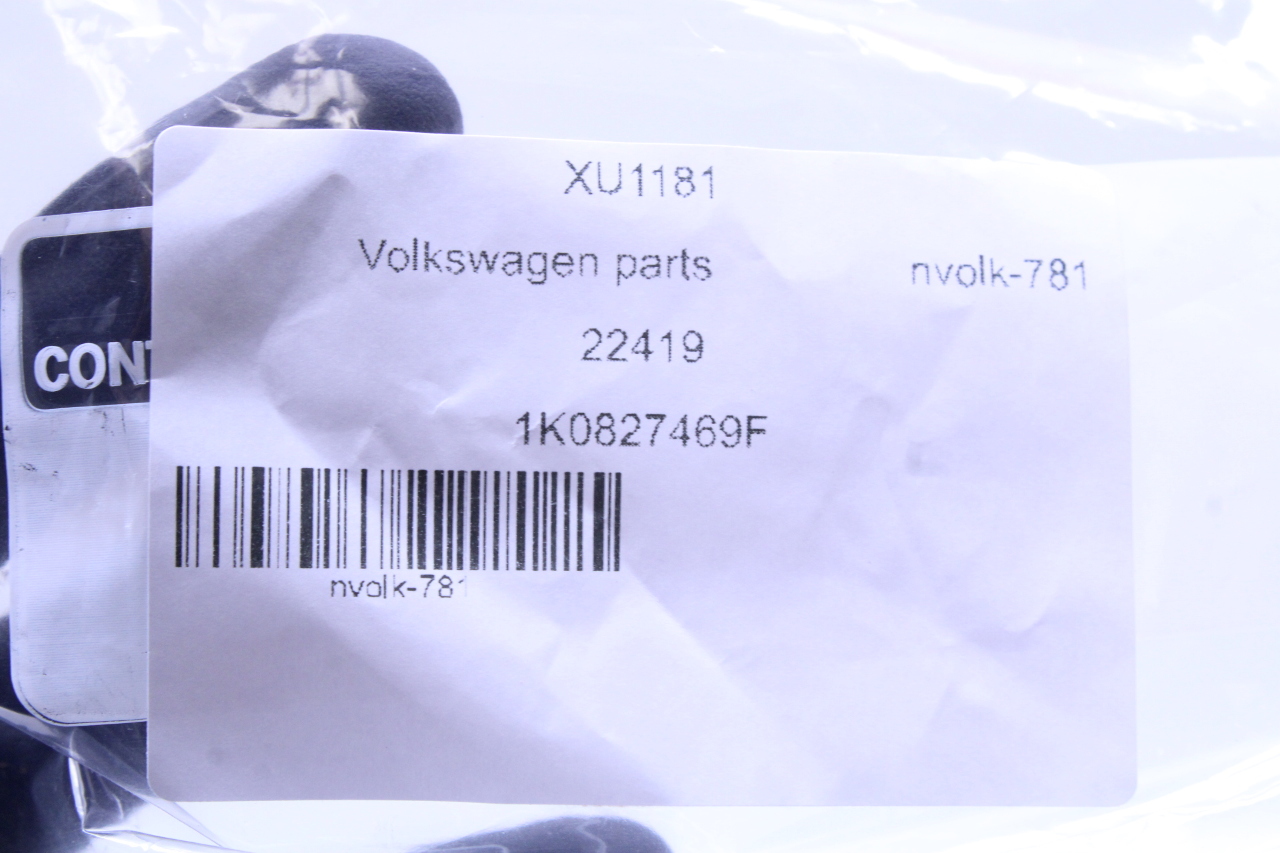 XU1181
Volkswagen parts
nvolk-781
22419
CONT
1K0827469F
nvolk-781